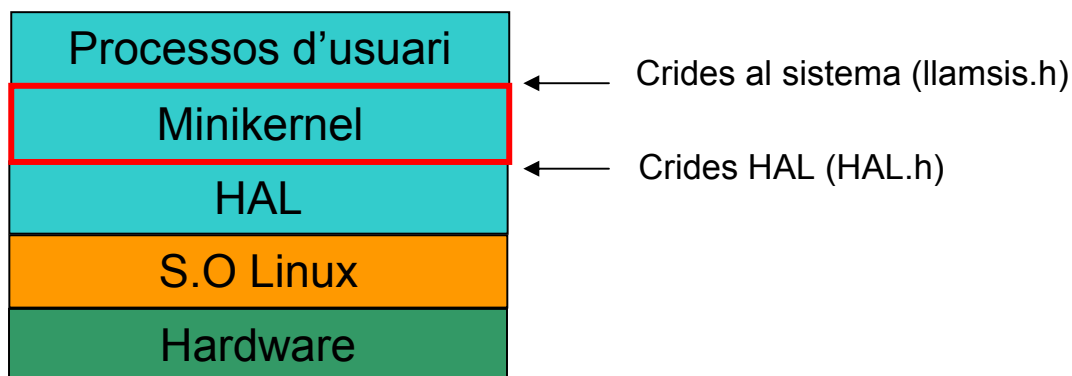 Processos d'usuari
Crides al sistema (llamsis.h)
Minikernel
Crides HAL (HAL.h)
HAL
S.O Linux
Hardware